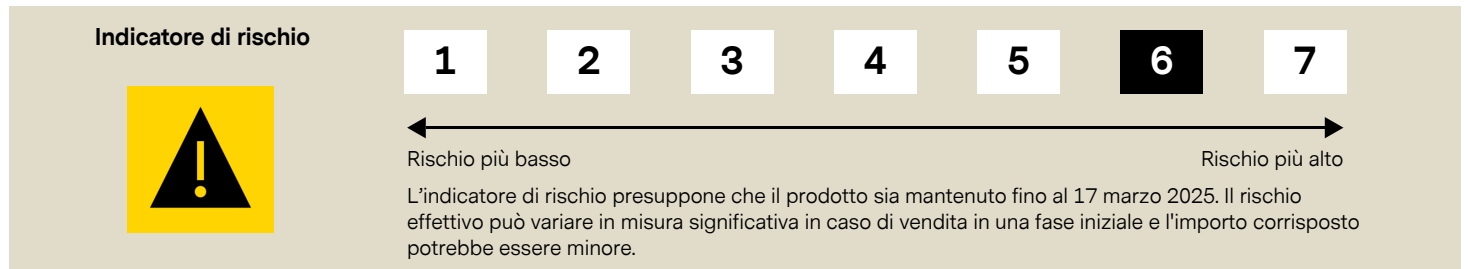 Indicatore di rischio
1 2 3 4 5 6 7
Rischio più basso Rischio più alto
L’indicatore di rischio presuppone che il prodotto sia mantenuto fino al 17 marzo 2025. Il rischio
effettivo può variare in misura significativa in caso di vendita in una fase iniziale e l'importo corrisposto
potrebbe essere minore.